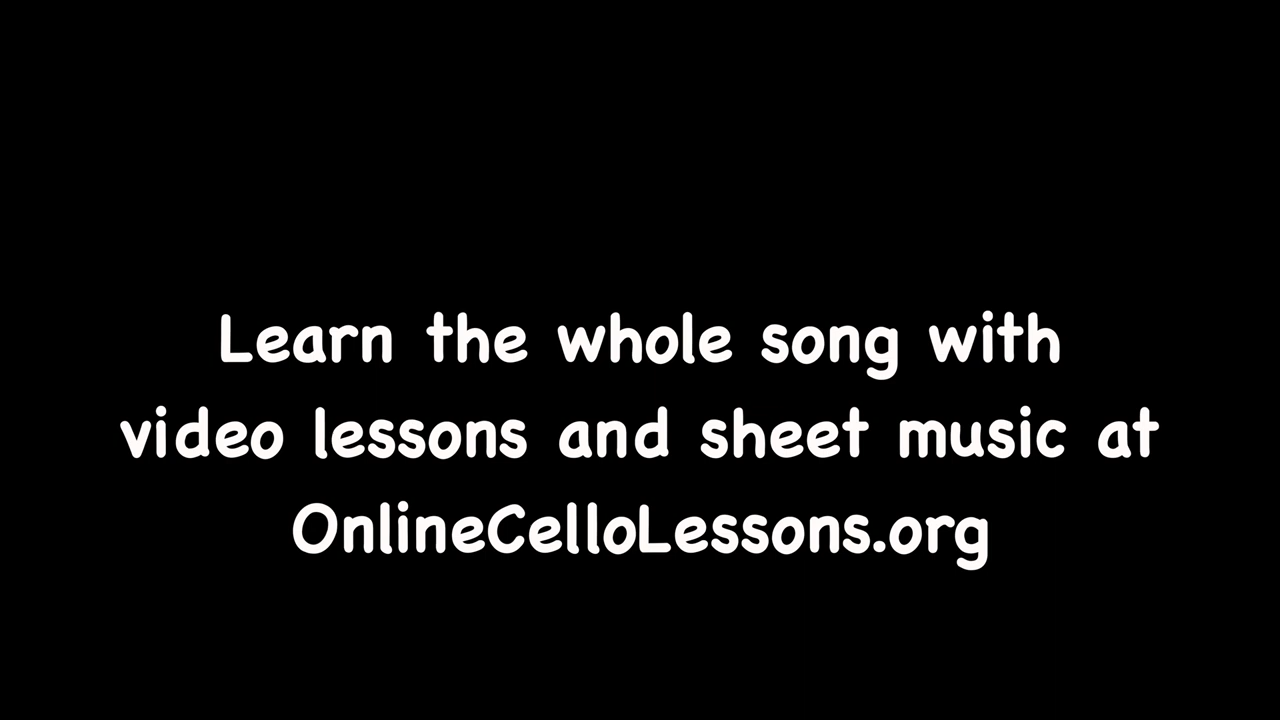 Learn the whole song with
video lessons and sheet music at
OnlineCelloLessons.org